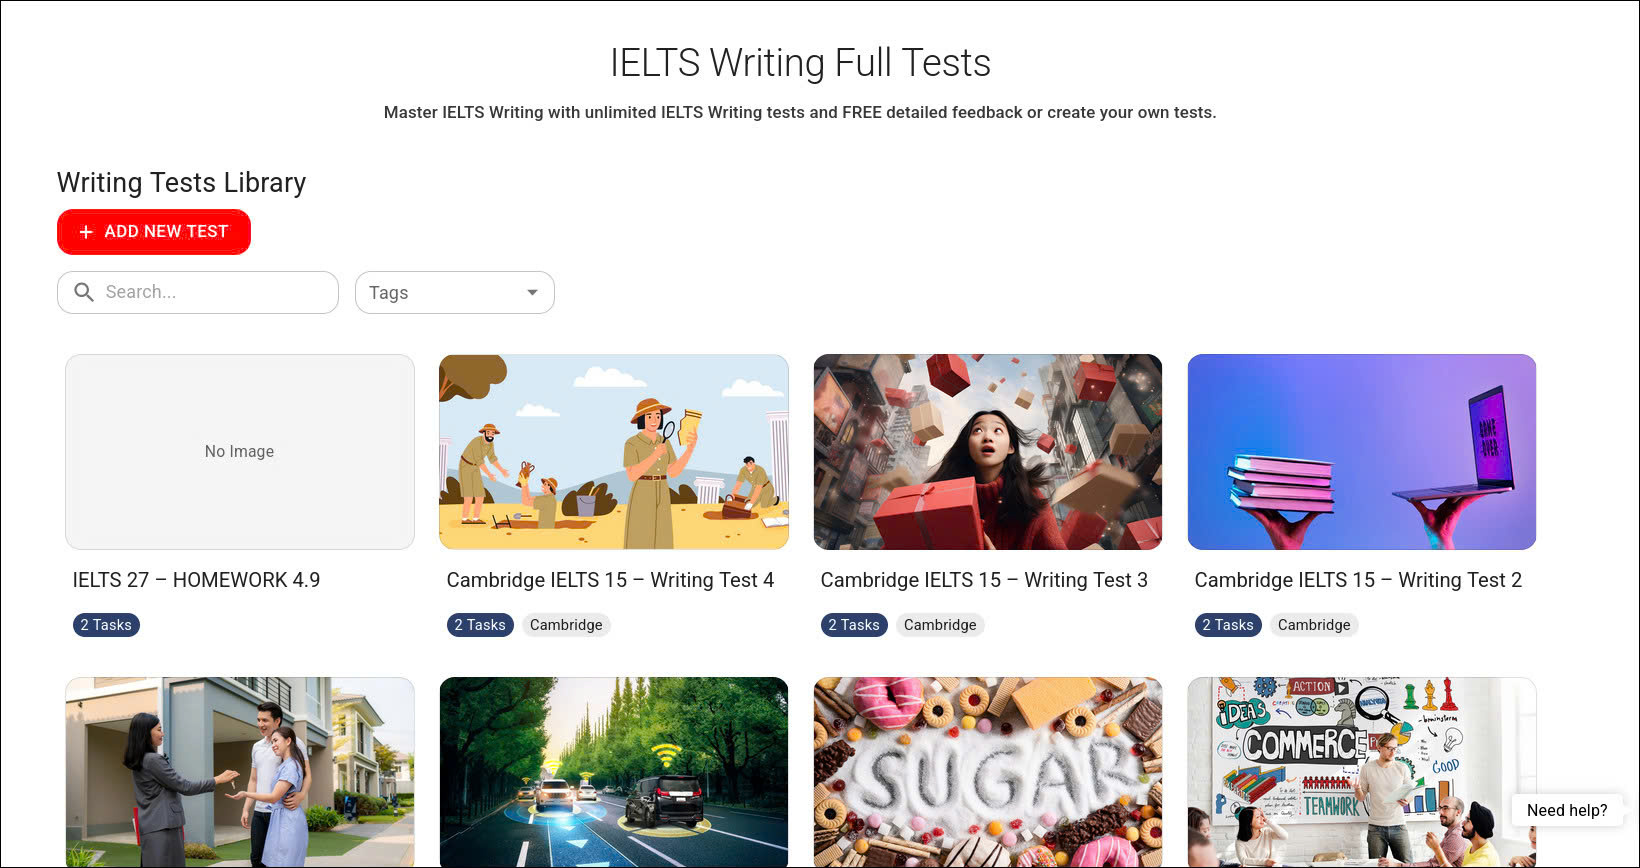 IELTS Writing Full Tests
Master IELTS Writing with unlimited IELTS Writing tests and FREE detailed feedback or create your own tests.
Writing Tests Library
+ ADD NEW TEST
Search...
Tags
No Image
IELTS 27 – HOMEWORK 4.9
2 Tasks
Cambridge IELTS 15 – Writing Test 4
2 Tasks
Cambridge
Cambridge IELTS 15 – Writing Test 3
2 Tasks
Cambridge
GAME
OVER
Cambridge IELTS 15 – Writing Test 2
2 Tasks
Cambridge
SUGAR
ACTION
IDEAS
brainstorm
COMMERCE
GOOD
TEAMWORK
Need help?